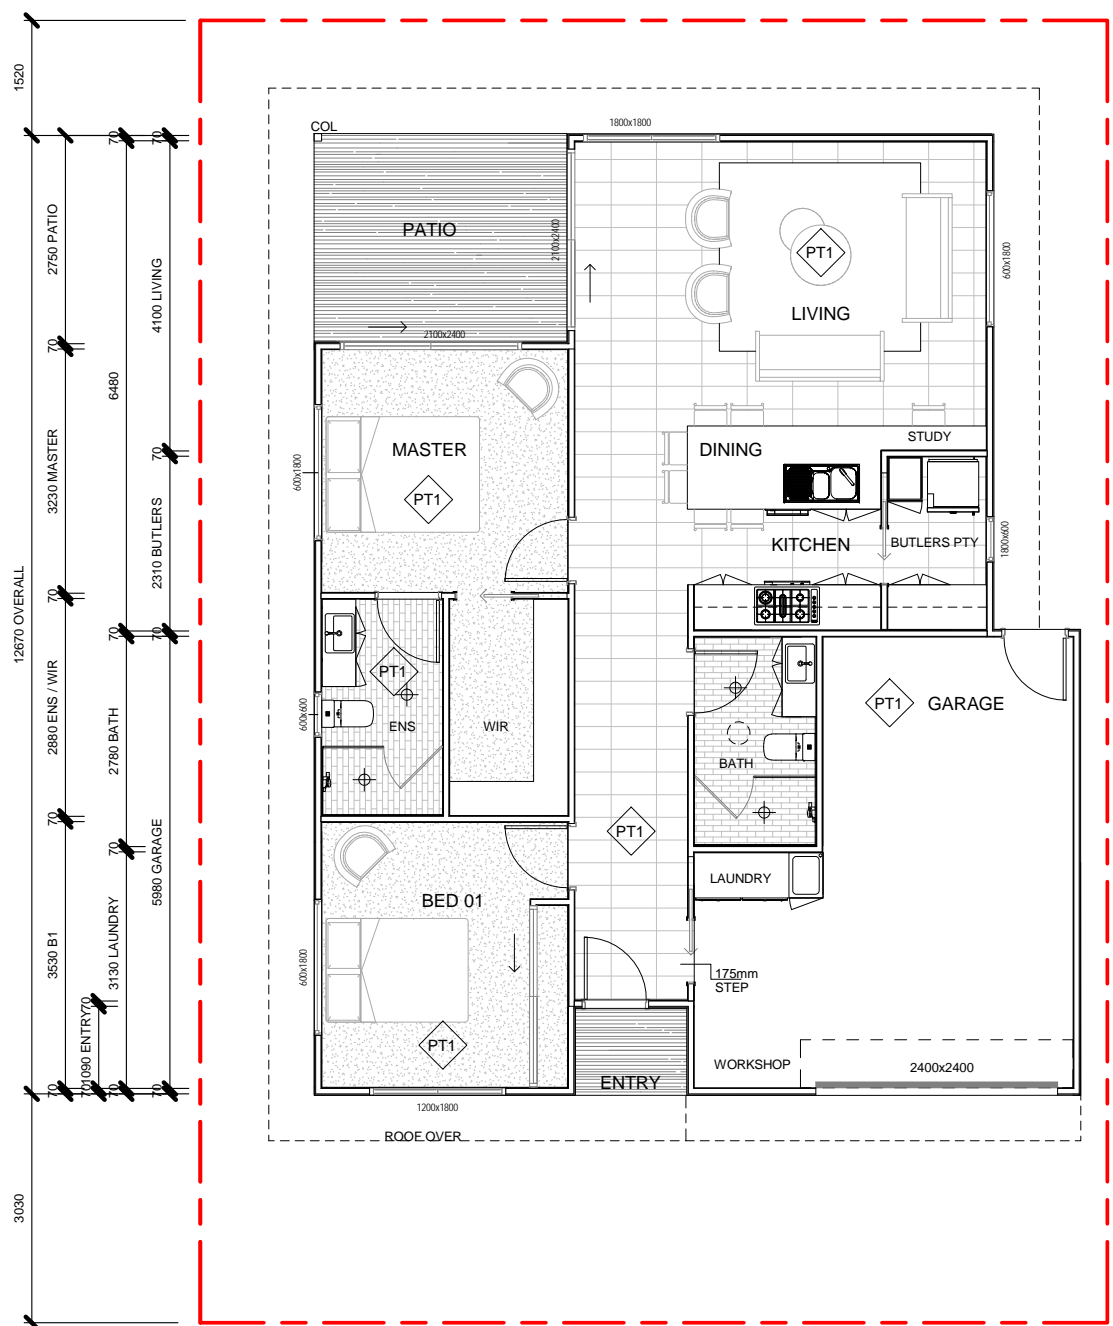 1520
COL
1800x1800
70
70
2750 PATIO
PATIO
2100x2400
4100 LIVING
PT1
600x1800
LIVING
2100x2400
70
6480
3230 MASTER
MASTER
DINING
STUDY
70
600x1800
PT1
2310 BUTLERS
KITCHEN
BUTLERS PTY
1800x600
12670 OVERALL
70
70
70
2880 ENS / WIR
PT1
600x600
ENS
WIR
2780 BATH
BATH
PT1
GARAGE
70
70
5980 GARAGE
PT1
LAUNDRY
BED 01
3530 B1
3130 LAUNDRY
600x1800
175mm
STEP
70
1090 ENTRY
PT1
WORKSHOP
2400x2400
ENTRY
70
70
70
70
1200x1800
ROOF OVER
3030